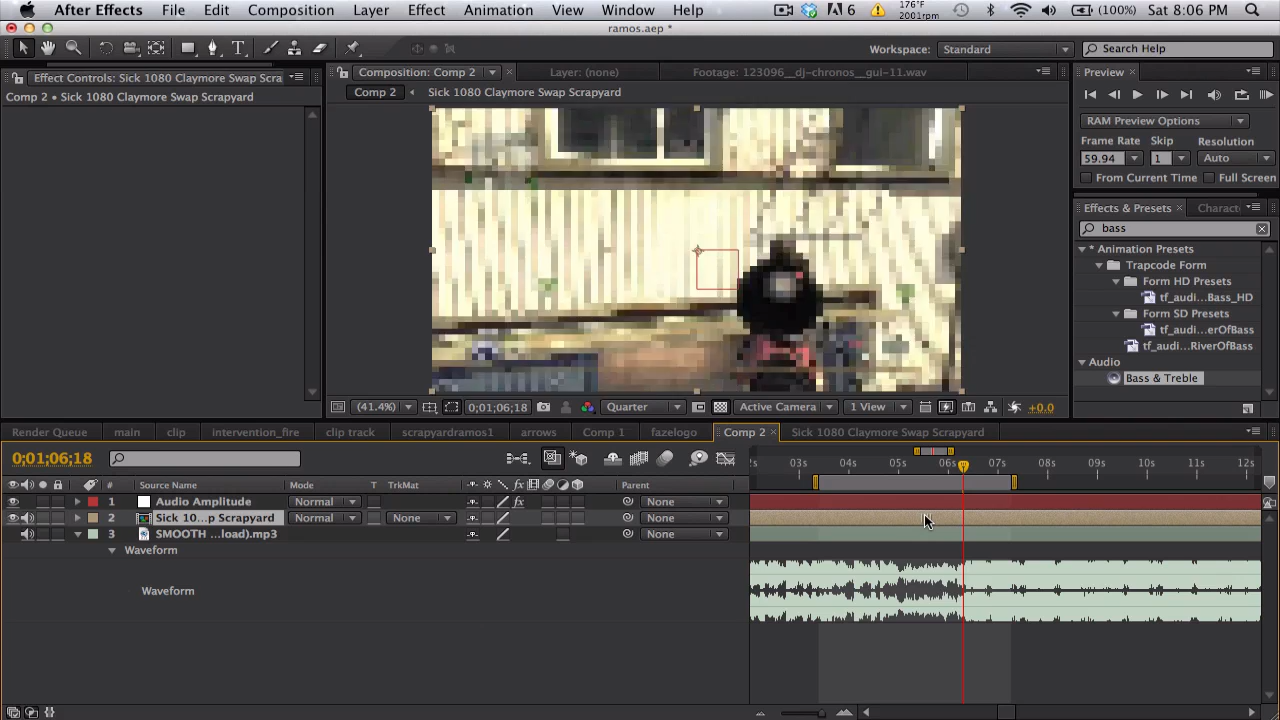 After Effects File Edit Composition Layer Effect Animation View Window Help 6 176°F 2001rpm (100%) Sat 8:06 PM
ramos.aep *
Workspace: Standard Search Help
Effect Controls: Sick 1080 Claymore Swap Scra Composition: Comp 2 Layer: (none) Footage: 123096__dj-chronos__gui-11.wav Preview
Comp 2 • Sick 1080 Claymore Swap Scrapyard Comp 2 Sick 1080 Claymore Swap Scrapyard
RAM Preview Options
Frame Rate Skip Resolution
59.94 1 Auto
From Current Time Full Screen
Effects & Presets Charact
bass
* Animation Presets
Trapcode Form
Form HD Presets
tf_audi...Bass_HD
Form SD Presets
tf_audi...erOfBass
tf_audi...RiverOfBass
Audio
Bass & Treble
(41.4%) 0;01;06;18 Quarter Active Camera 1 View +0.0
Render Queue main clip intervention_fire clip track scrapyardramos1 arrows Comp 1 fazelogo Comp 2 Sick 1080 Claymore Swap Scrapyard
0;01;06;18
2s 03s 04s 05s 06s 07s 08s 09s 10s 11s 12s
# Source Name Mode T TrkMat fx Parent
1 Audio Amplitude Normal fx None
2 Sick 10...p Scrapyard Normal None None
3 SMOOTH ...load).mp3 None
Waveform
Waveform